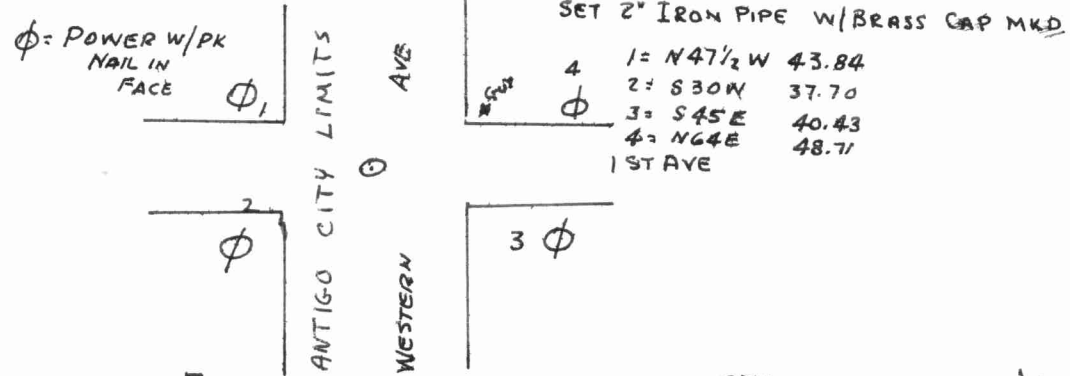 SET 2" IRON PIPE W/BRASS CAP MKD
ϕ= POWER W/PK
NAIL IN
FACE
1= N47½W 43.84
2= S30W 37.70
3= S45E 40.43
4= N64E 48.71
1ST AVE
ϕ1
4
ϕ
2
ϕ
3 ϕ
ANTIGO CITY LIMITS
WESTERN AVE